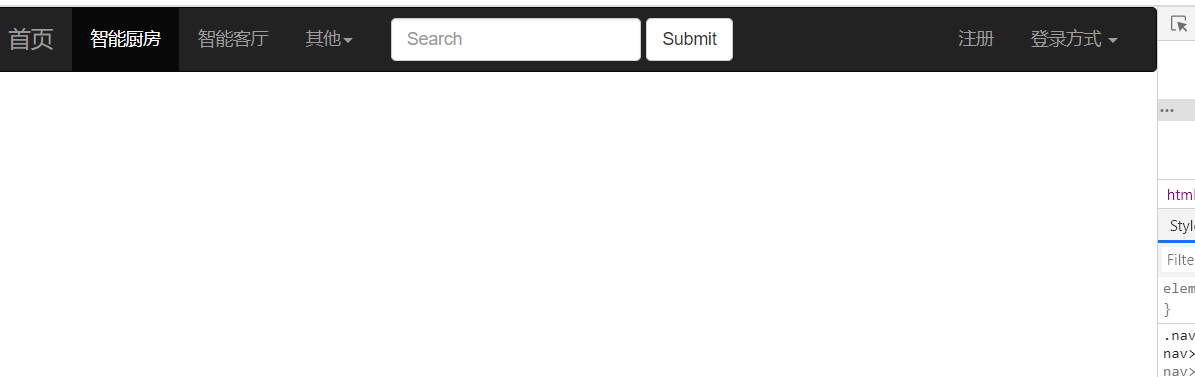 首页 智能厨房 智能客厅 其他 Search Submit 注册 登录方式
...
html
Style
Filte
elem
}
.nav
nav>
nav>